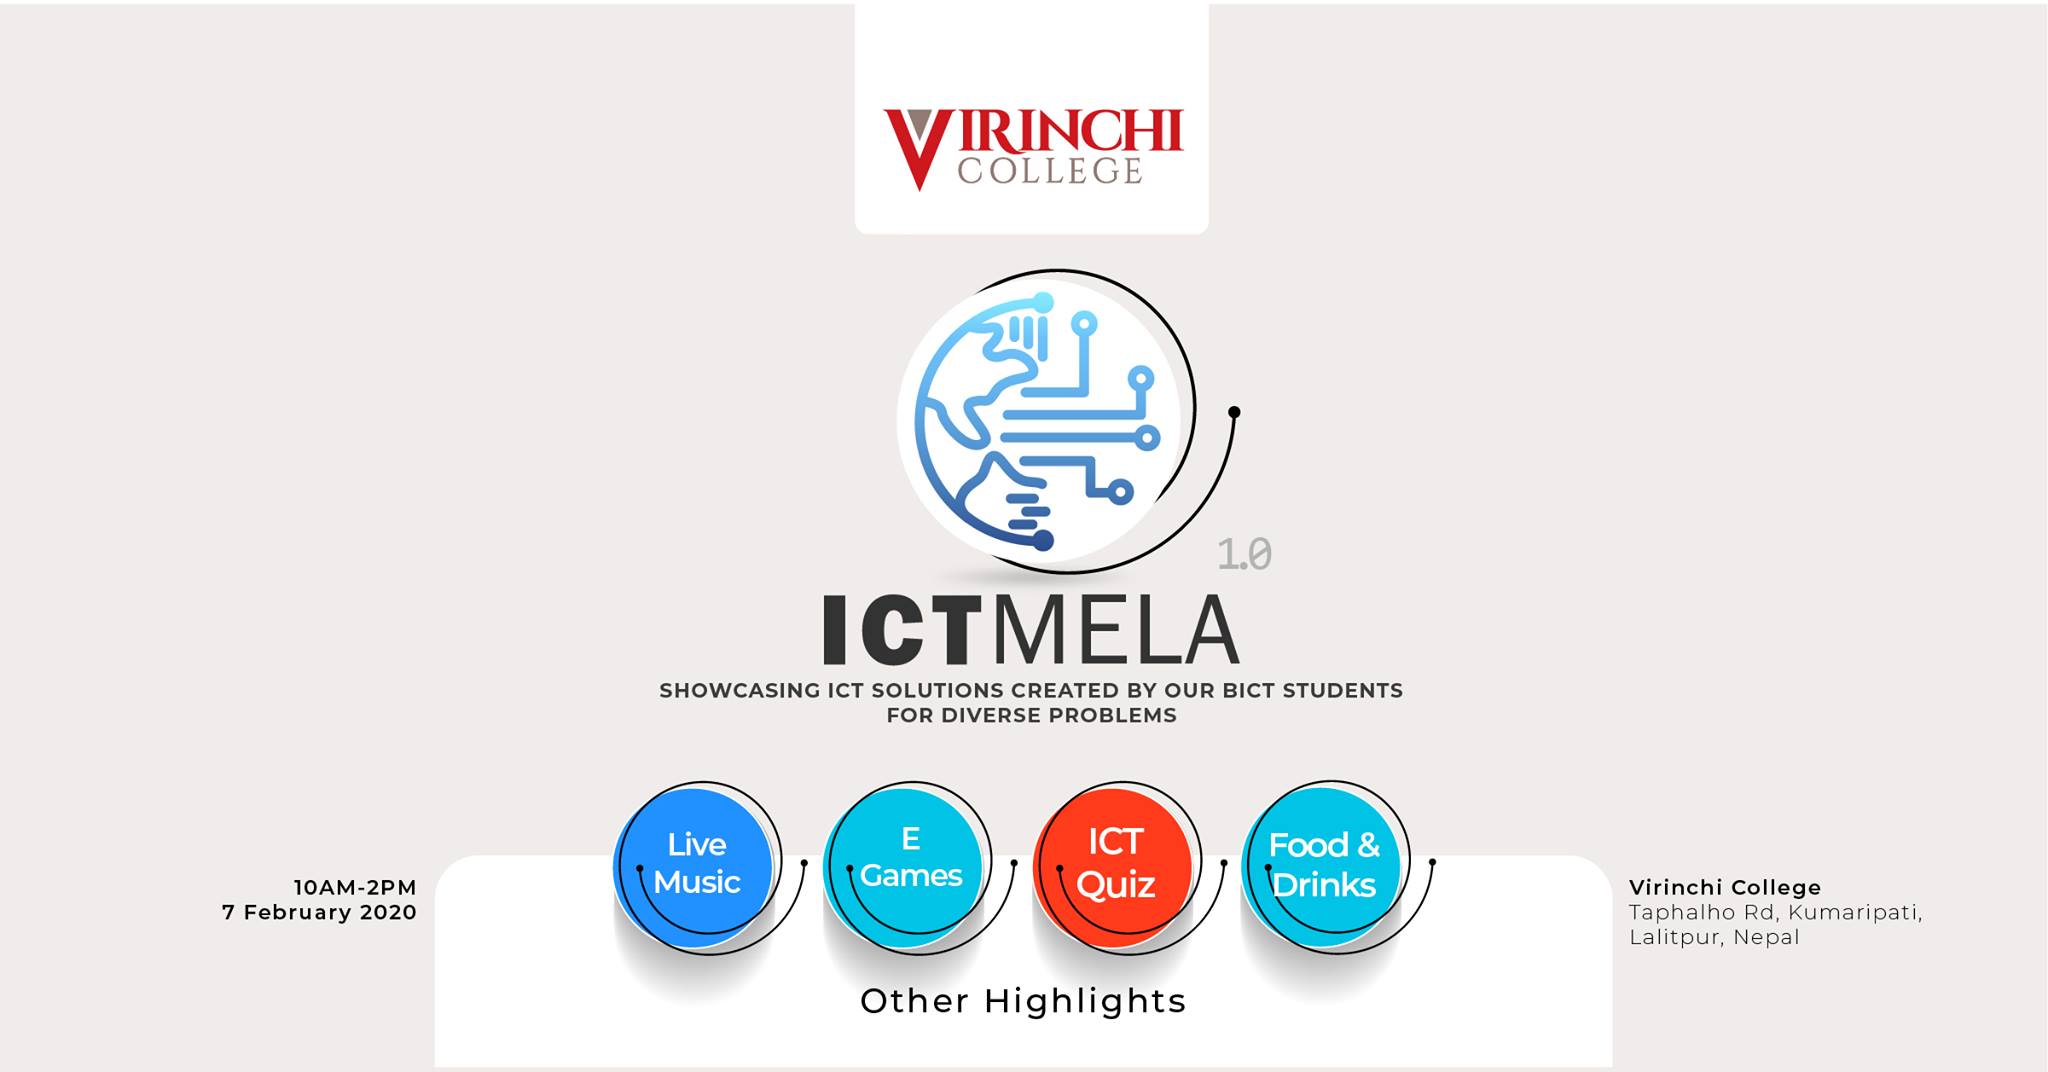 VIRINCHI
COLLEGE
1.0
ICTMELA
SHOWCASING ICT SOLUTIONS CREATED BY OUR BICT STUDENTS
FOR DIVERSE PROBLEMS
Live
Music
E
Games
ICT
Quiz
Food &
Drinks
10AM-2PM
7 February 2020
Virinchi College
Taphalho Rd, Kumaripati,
Lalitpur, Nepal
Other Highlights